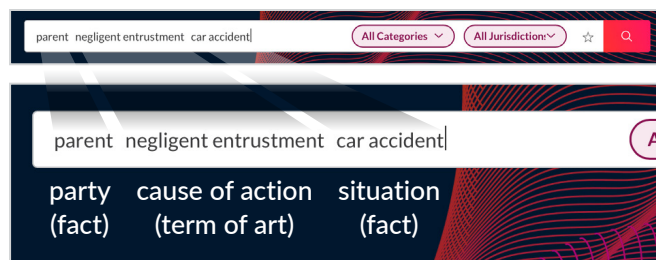 parent negligent entrustment car accident All Categories All Jurisdictions
parent negligent entrustment car accident A
party cause of action situation
(fact) (term of art) (fact)